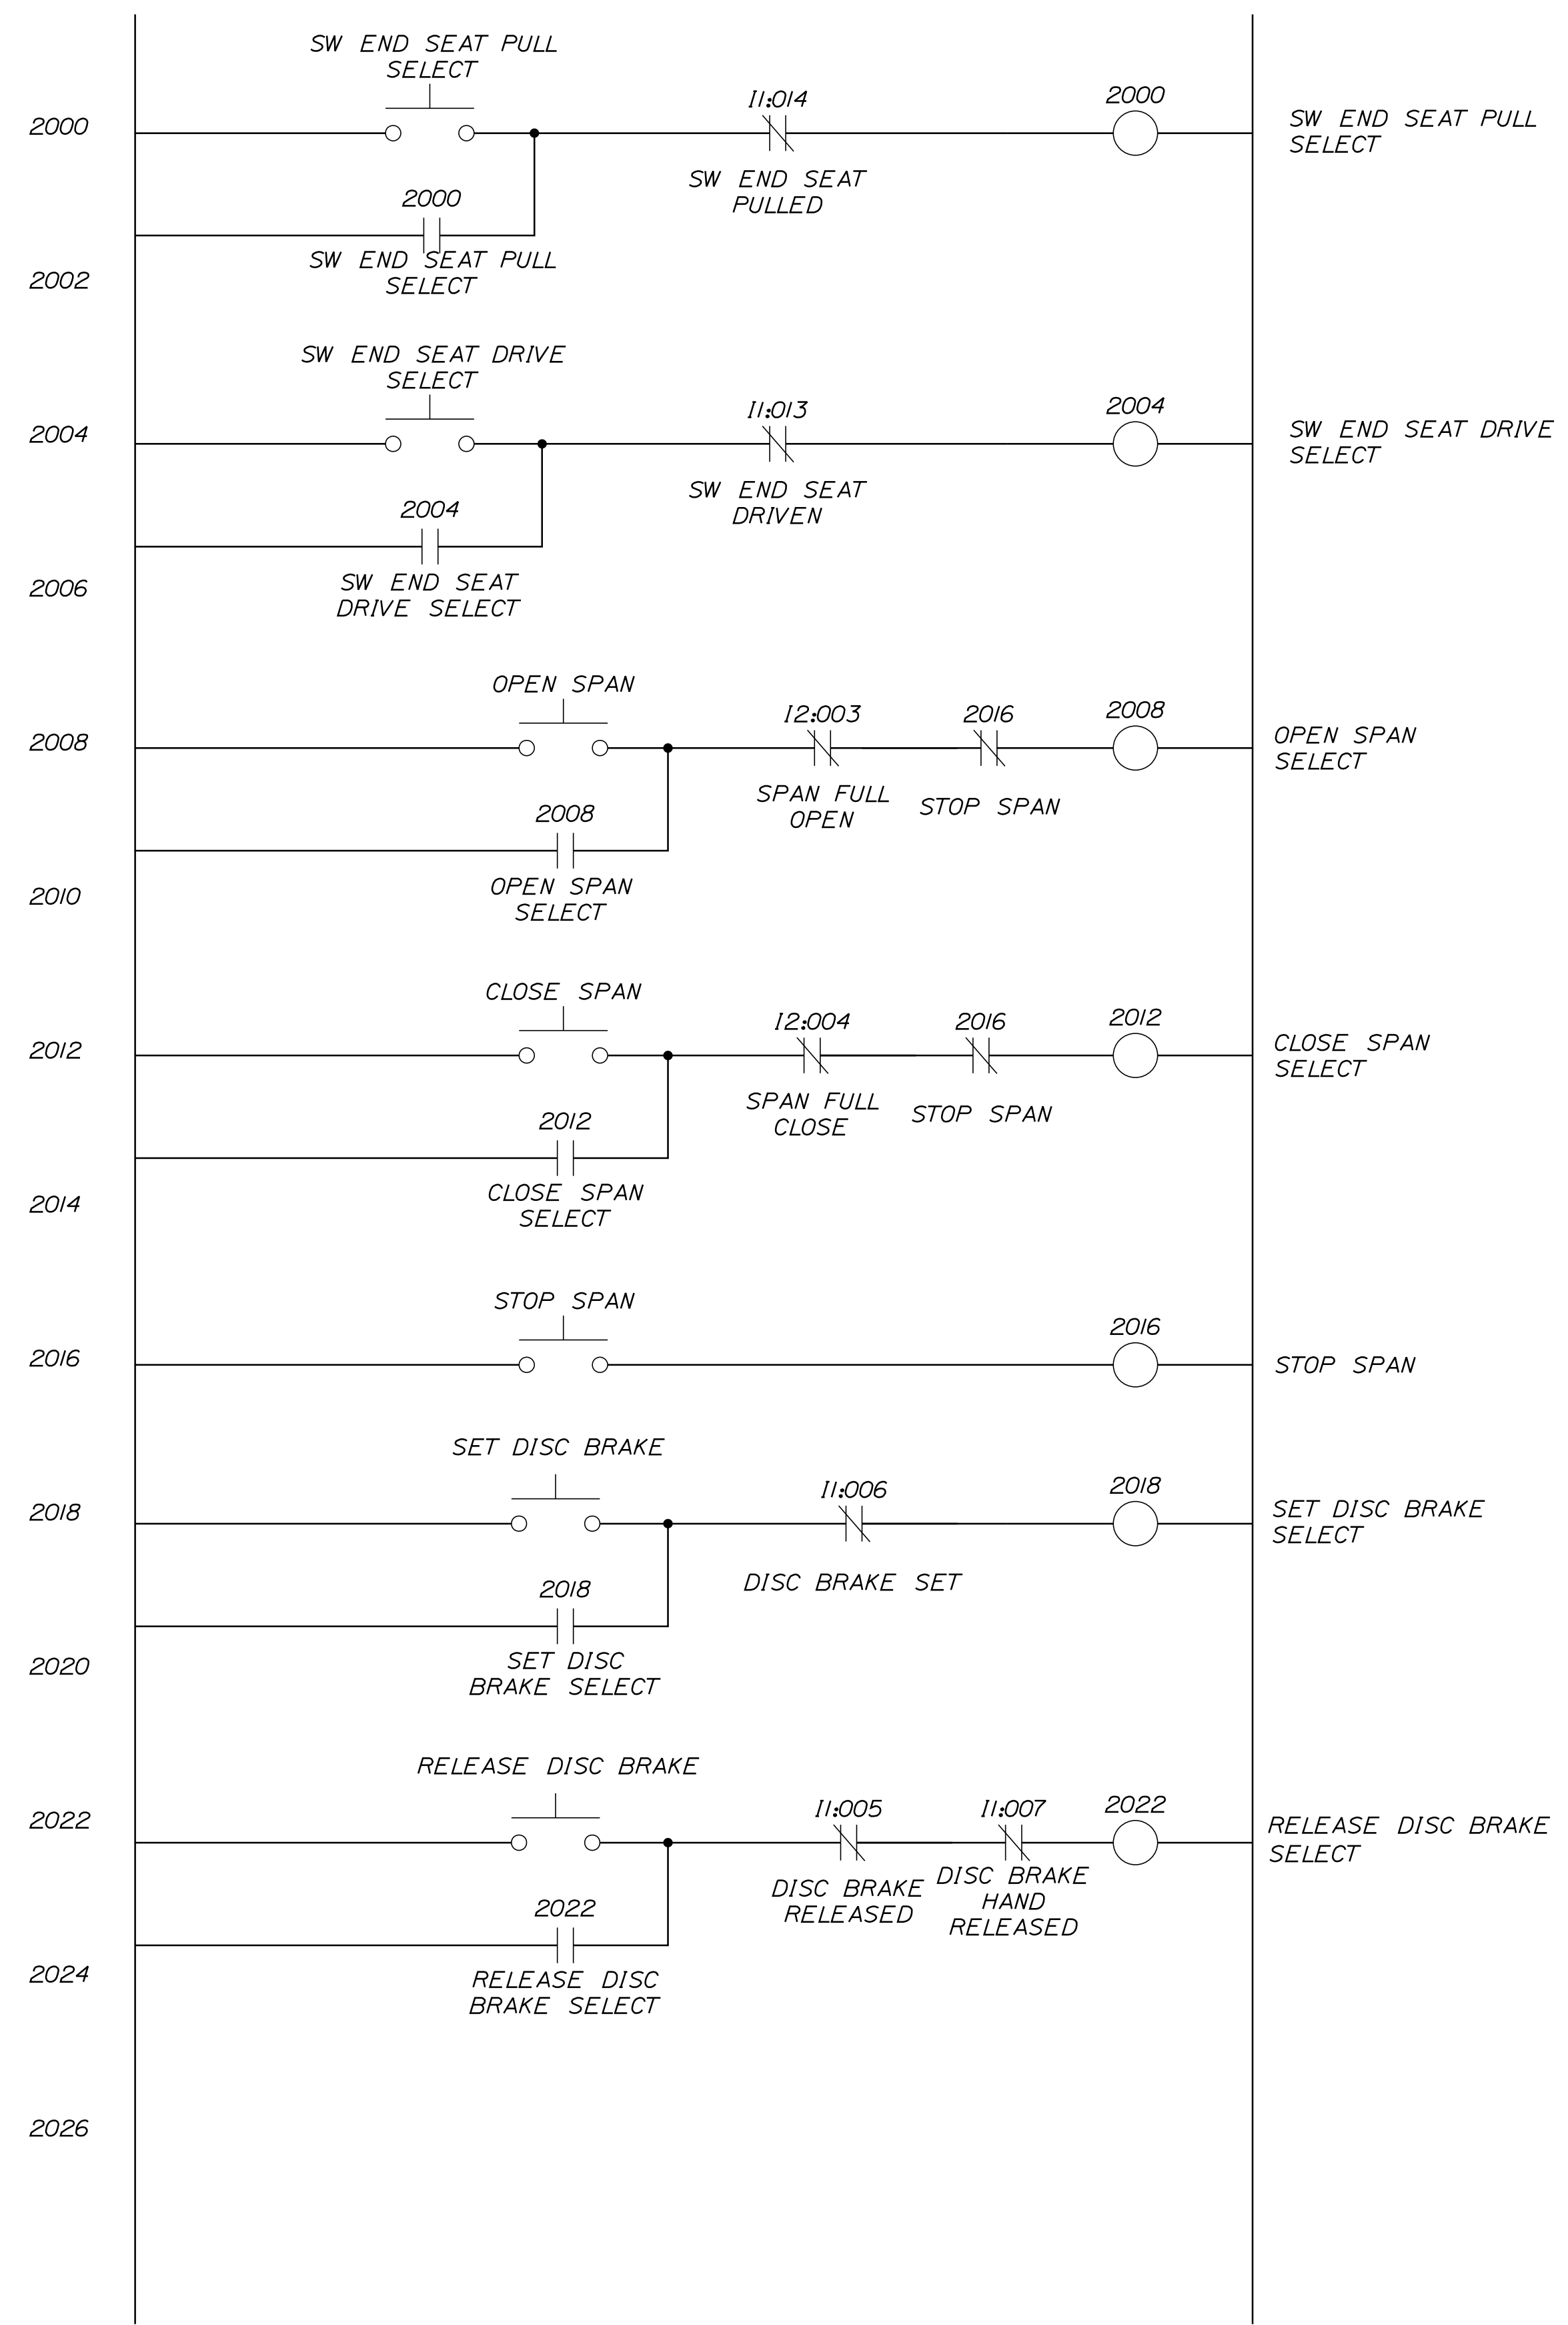 SW END SEAT PULL
SELECT
2000
I1:014
2000
SW END SEAT PULL
SELECT
SW END SEAT
PULLED
2000
SW END SEAT PULL
SELECT
2002
SW END SEAT DRIVE
SELECT
2004
I1:013
2004
SW END SEAT DRIVE
SELECT
SW END SEAT
DRIVEN
2004
SW END SEAT
DRIVE SELECT
2006
OPEN SPAN
2008
I2:003
2016
2008
OPEN SPAN
SELECT
SPAN FULL
OPEN
STOP SPAN
2008
OPEN SPAN
SELECT
2010
CLOSE SPAN
2012
I2:004
2016
2012
CLOSE SPAN
SELECT
SPAN FULL
CLOSE
STOP SPAN
2012
CLOSE SPAN
SELECT
2014
STOP SPAN
2016
2016
STOP SPAN
SET DISC BRAKE
2018
I1:006
2018
SET DISC BRAKE
SELECT
DISC BRAKE SET
2018
SET DISC
BRAKE SELECT
2020
RELEASE DISC BRAKE
2022
I1:005
I1:007
2022
RELEASE DISC BRAKE
SELECT
DISC BRAKE
RELEASED
DISC BRAKE
HAND
RELEASED
2022
RELEASE DISC
BRAKE SELECT
2024
2026